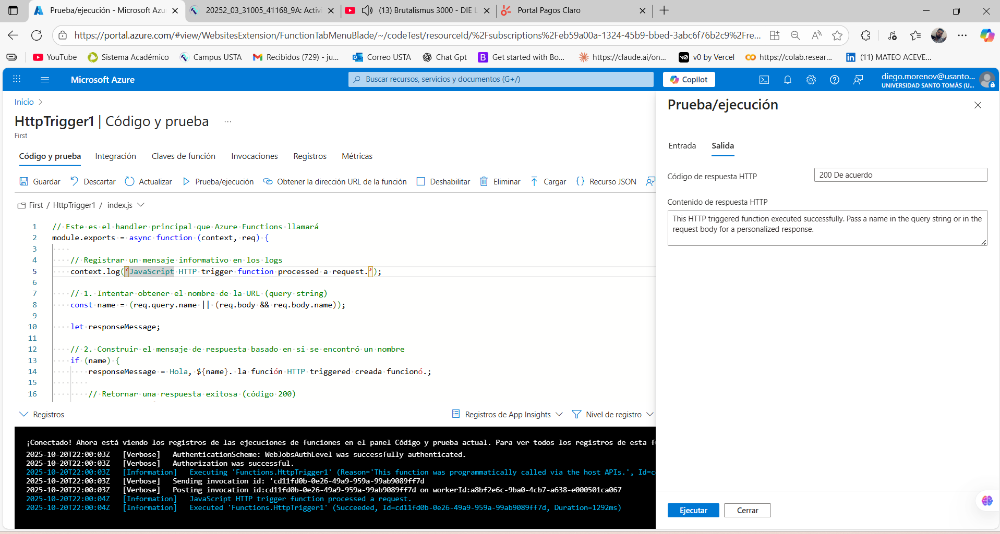 Prueba/ejecución - Microsoft Azu
20252_03_31005_41168_9A: Activi
(13) Brutalismus 3000 - DIE L
Portal Pagos Claro
https://portal.azure.com/#view/WebsitesExtension/FunctionTabMenuBlade/~/codeTest/resourceId/%2Fsubscriptions%2Feb59a00a-1324-45b9-bbed-3abc6f76b2c9%2Fre...
YouTube
Sistema Académico
Campus USTA
Recibidos (729) - ju...
Correo USTA
Chat Gpt
Get started with Bo...
https://claude.ai/on...
v0 by Vercel
https://colab.resear...
(11) MATEO ACEVE...
Microsoft Azure
Buscar recursos, servicios y documentos (G+/)
Copilot
diego.morenov@usanto...
UNIVERSIDAD SANTO TOMÁS (U...
Inicio
HttpTrigger1 | Código y prueba ...
First
Código y prueba
Integración
Claves de función
Invocaciones
Registros
Métricas
Guardar
Descartar
Actualizar
Prueba/ejecución
Obtener la dirección URL de la función
Deshabilitar
Eliminar
Cargar
Recurso JSON
First / HttpTrigger1 / index.js
1 // Este es el handler principal que Azure Functions llamará
2 module.exports = async function (context, req) {
3
4 // Registrar un mensaje informativo en los logs
5 context.log(‘JavaScript HTTP trigger function processed a request.’);
6
7 // 1. Intentar obtener el nombre de la URL (query string)
8 const name = (req.query.name || (req.body && req.body.name));
9
10 let responseMessage;
11
12 // 2. Construir el mensaje de respuesta basado en si se encontró un nombre
13 if (name) {
14 responseMessage = Hola, ${name}. la función HTTP triggered creada funcionó.;
15
16 // Retornar una respuesta exitosa (código 200)
Registros
Registros de App Insights
Nivel de registro
¡Conectado! Ahora está viendo los registros de las ejecuciones de funciones en el panel Código y prueba actual. Para ver todos los registros de esta f
2025-10-20T22:00:03Z [Verbose] AuthenticationScheme: WebJobsAuthLevel was successfully authenticated.
2025-10-20T22:00:03Z [Verbose] Authorization was successful.
2025-10-20T22:00:03Z [Information] Executing 'Functions.HttpTrigger1' (Reason='This function was programmatically called via the host APIs.', Id=c
2025-10-20T22:00:03Z [Verbose] Sending invocation id: 'cd11fd0b-0e26-49a9-959a-99ab9089ff7d
2025-10-20T22:00:03Z [Verbose] Posting invocation id:cd11fd0b-0e26-49a9-959a-99ab9089ff7d on workerId:a8bf2e6c-9ba0-4cb7-a638-e000501ca067
2025-10-20T22:00:04Z [Information] JavaScript HTTP trigger function processed a request.
2025-10-20T22:00:04Z [Information] Executed 'Functions.HttpTrigger1' (Succeeded, Id=cd11fd0b-0e26-49a9-959a-99ab9089ff7d, Duration=1292ms)
Prueba/ejecución
Entrada
Salida
Código de respuesta HTTP
200 De acuerdo
Contenido de respuesta HTTP
This HTTP triggered function executed successfully. Pass a name in the query string or in the
request body for a personalized response.
Ejecutar
Cerrar